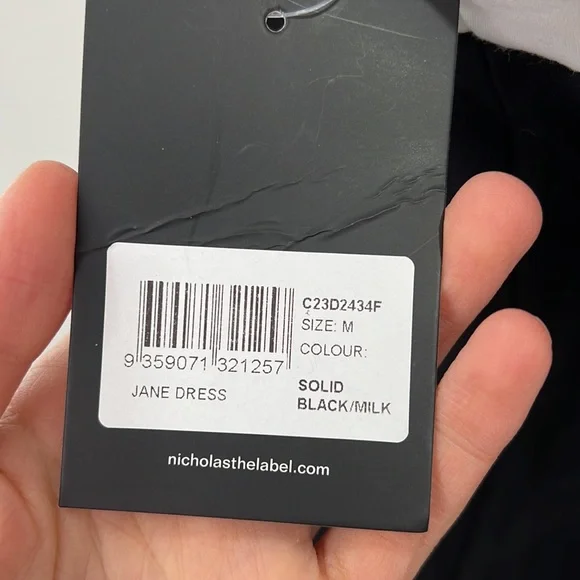 C23D2434F
SIZE: M
COLOUR:
9 359071 321257
JANE DRESS
SOLID
BLACK/MILK
nicholasthelabel.com